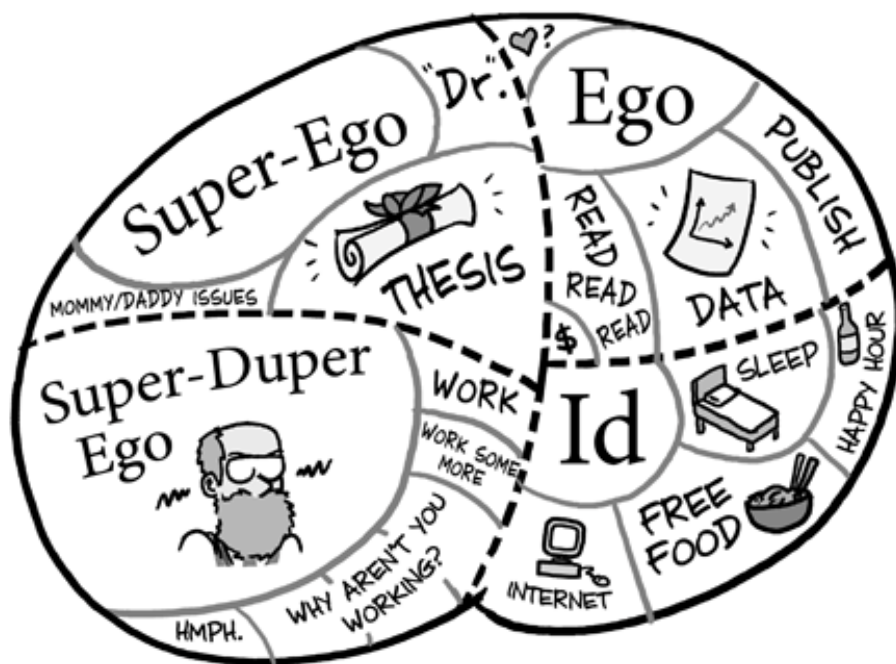 Super-Ego
"Dr".
THESIS
MOMMY/DADDY ISSUES
?
Ego
PUBLISH
READ
READ
READ
$
DATA
Super-Duper
Ego
WORK
WORK SOME
MORE
WHY AREN'T YOU
WORKING?
HMPH.
Id
SLEEP
HAPPY HOUR
FREE
FOOD
INTERNET